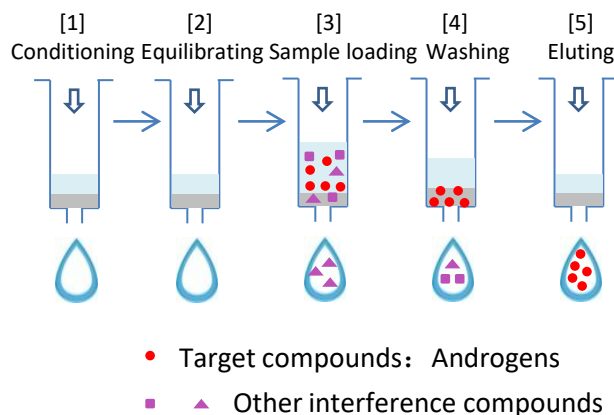 [1] [2] [3] [4] [5]
Conditioning Equilibrating Sample loading Washing Eluting
Target compounds： Androgens
Other interference compounds